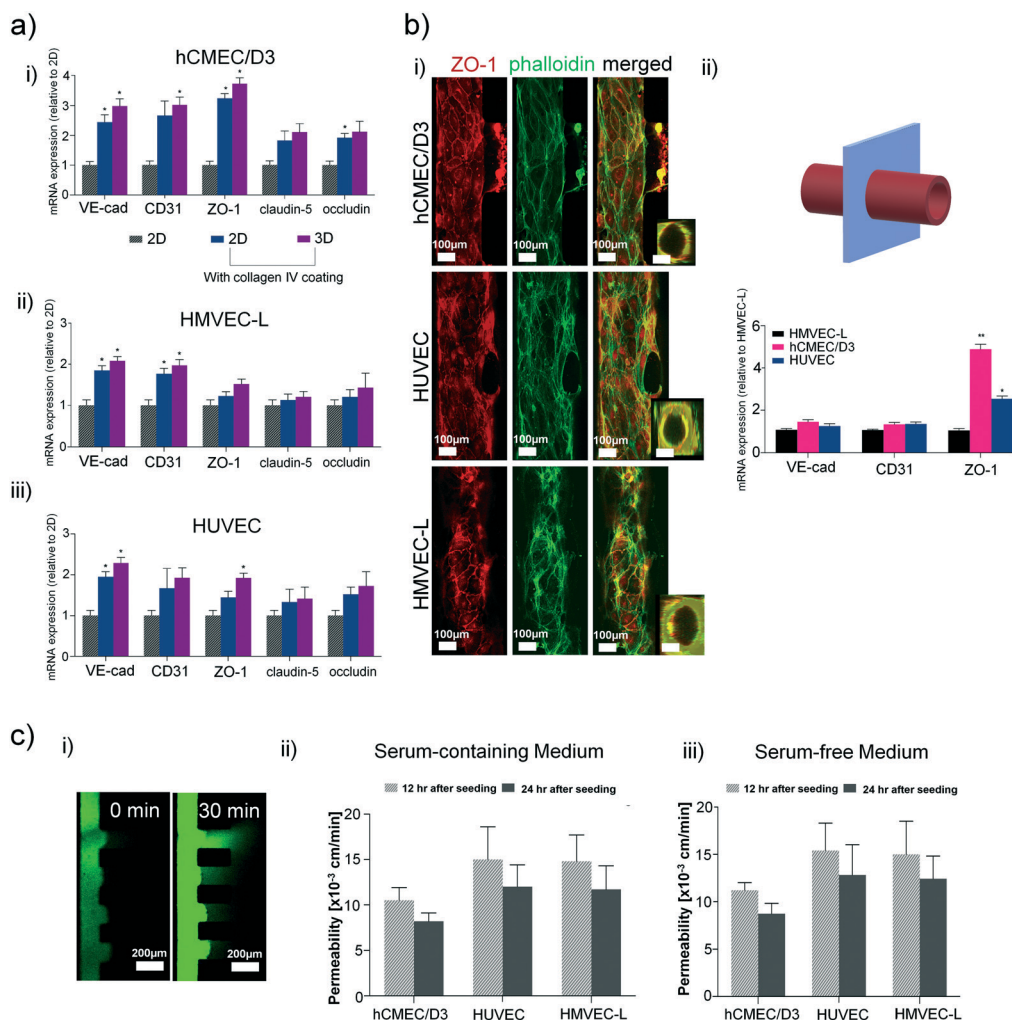 a)
i)
hCMEC/D3
mRNA expression (relative to 2D)
4
3
2
1
0
* * * * * *
VE-cad CD31 ZO-1 claudin-5 occludin
2D 2D 3D
With collagen IV coating
ii)
HMVEC-L
mRNA expression (relative to 2D)
3
2
1
0
* * * *
VE-cad CD31 ZO-1 claudin-5 occludin
iii)
HUVEC
mRNA expression (relative to 2D)
3
2
1
0
* * *
VE-cad CD31 ZO-1 claudin-5 occludin
b)
i) ZO-1 phalloidin merged
hCMEC/D3
100µm 100µm 100µm
HUVEC
100µm 100µm 100µm
HMVEC-L
100µm 100µm 100µm
ii)
mRNA expression (relative to HMVEC-L)
6
4
2
0
HMVEC-L
hCMEC/D3
HUVEC
** *
VE-cad CD31 ZO-1
c)
i)
0 min 30 min
200µm 200µm
ii) Serum-containing Medium
12 hr after seeding 24 hr after seeding
Permeability [x10⁻³ cm/min]
20
15
10
5
0
hCMEC/D3 HUVEC HMVEC-L
iii) Serum-free Medium
12 hr after seeding 24 hr after seeding
Permeability [x10⁻³ cm/min]
20
15
10
5
0
hCMEC/D3 HUVEC HMVEC-L